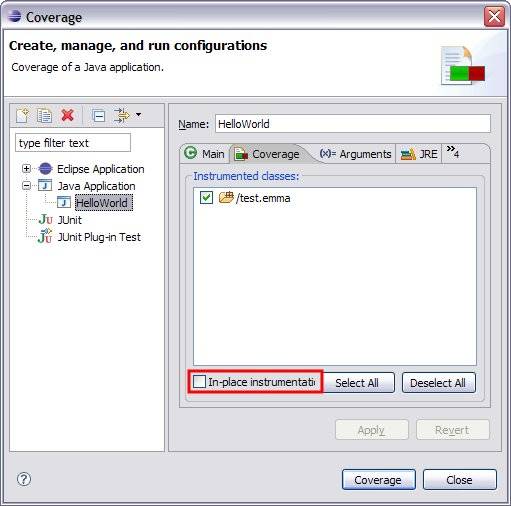 Coverage
Create, manage, and run configurations
Coverage of a Java application.
type filter text
Eclipse Application
Java Application
HelloWorld
JUnit
JUnit Plug-in Test
Name: HelloWorld
Main Coverage (x)= Arguments JRE »4
Instrumented classes:
/test.emma
In-place instrumentatio Select All Deselect All
Apply Revert
Coverage Close